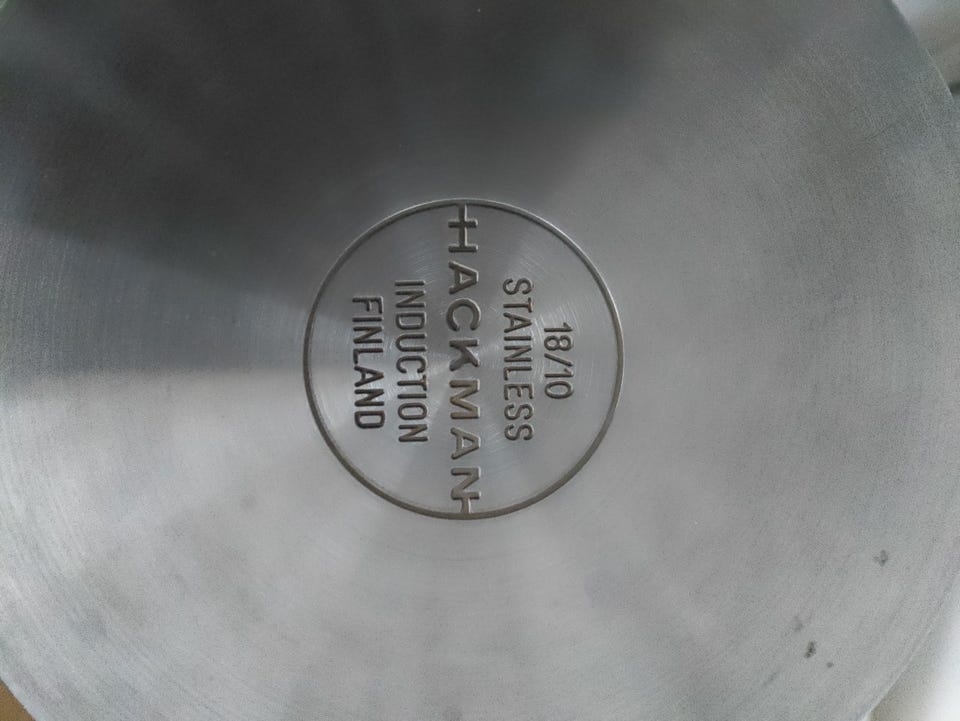 18/10
STAINLESS
HACKMAN
INDUCTION
FINLAND